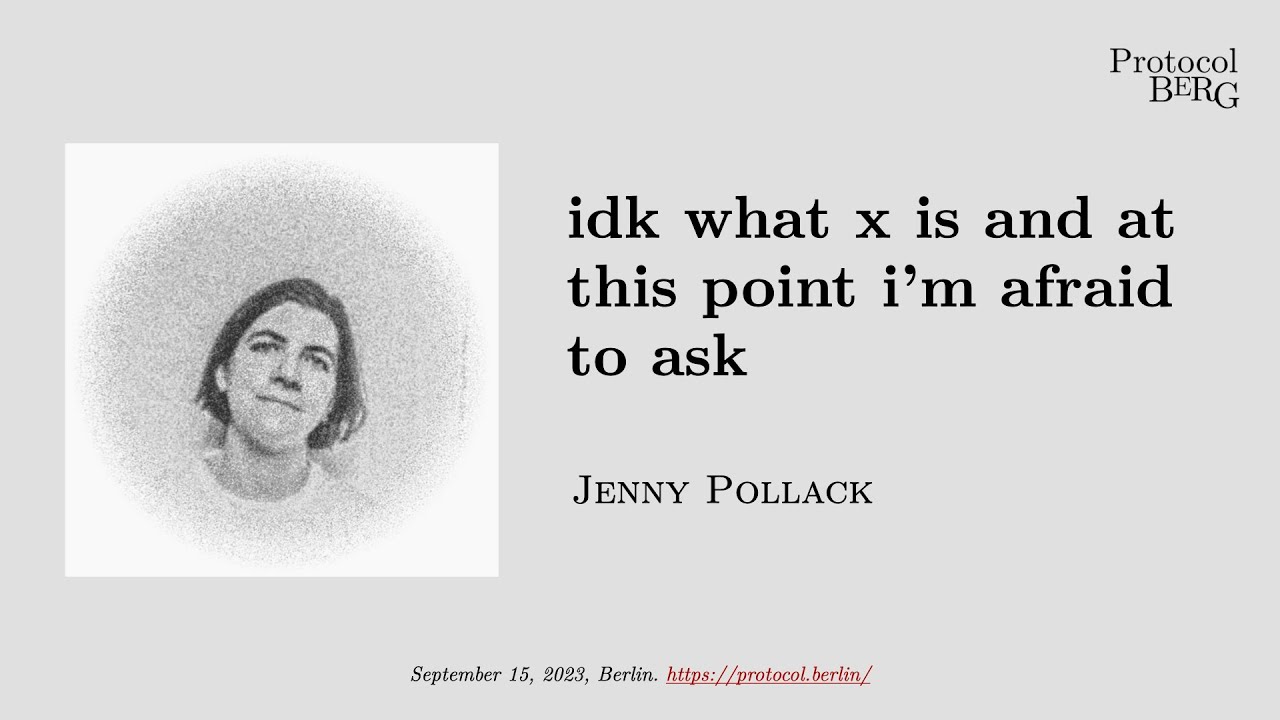 Protocol
BERG
idk what x is and at
this point i'm afraid
to ask
Jenny Pollack
September 15, 2023, Berlin. https://protocol.berlin/